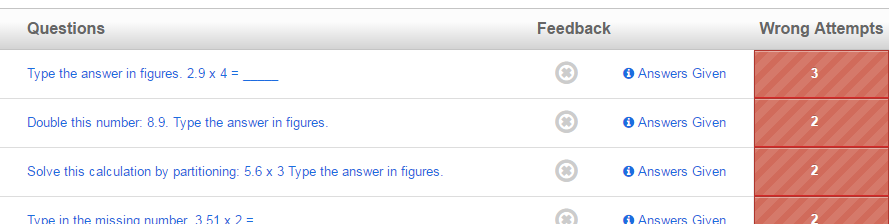 Questions Feedback Wrong Attempts
Type the answer in figures. 2.9 x 4 = _____ Answers Given 3
Double this number: 8.9. Type the answer in figures. Answers Given 2
Solve this calculation by partitioning: 5.6 x 3 Type the answer in figures. Answers Given 2
Type in the missing number. 3.51 x 2 = Answers Given 2